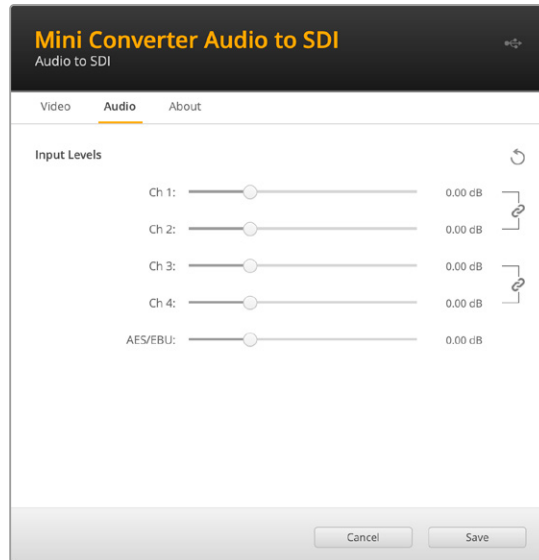 Mini Converter Audio to SDI
Audio to SDI
Video Audio About
Input Levels
Ch 1: 0.00 dB
Ch 2: 0.00 dB
Ch 3: 0.00 dB
Ch 4: 0.00 dB
AES/EBU: 0.00 dB
Cancel Save